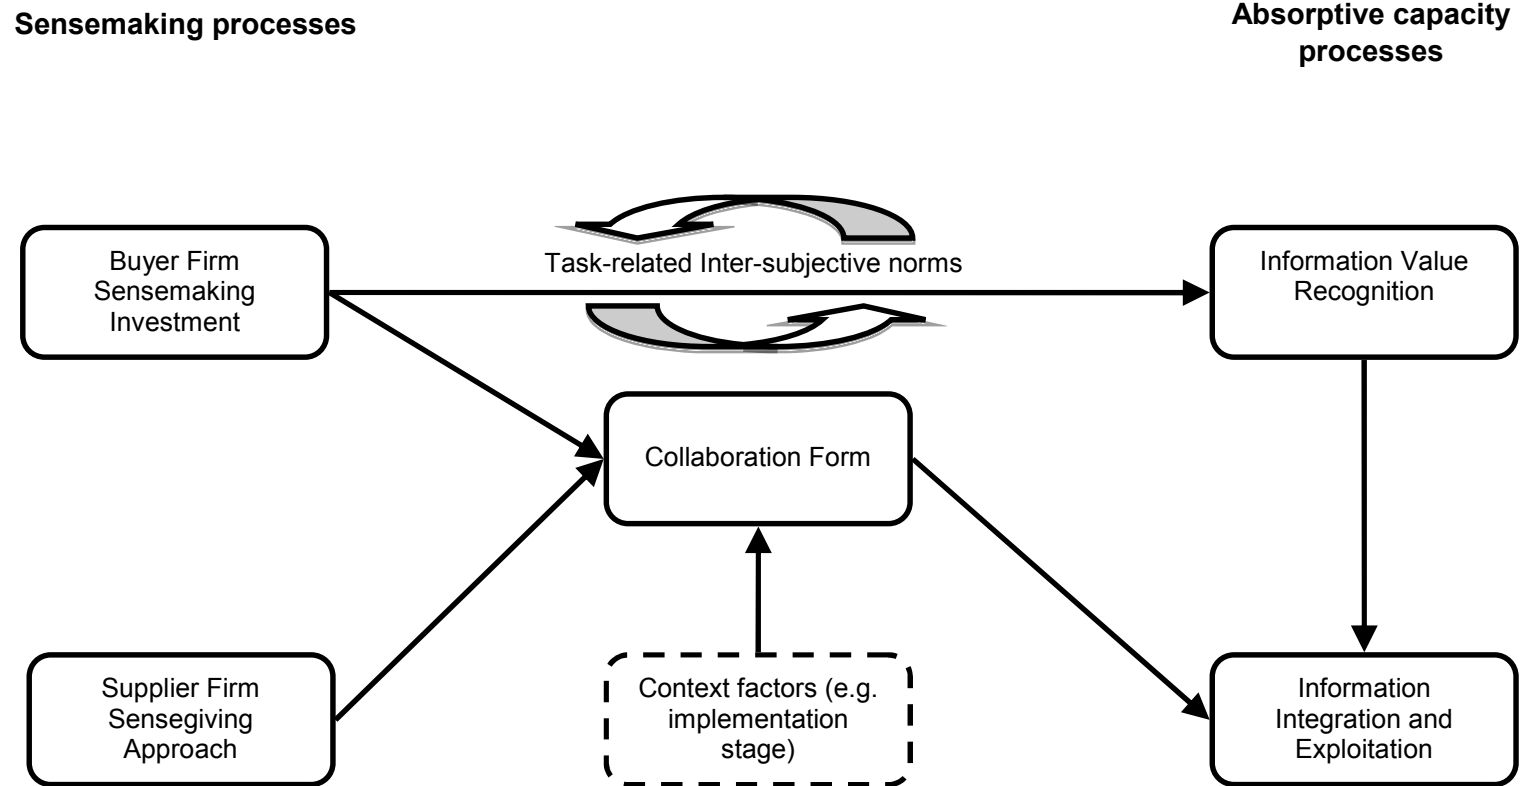 Sensemaking processes
Absorptive capacity
processes
Buyer Firm
Sensemaking
Investment
Task-related Inter-subjective norms
Information Value
Recognition
Collaboration Form
Supplier Firm
Sensegiving
Approach
Context factors (e.g.
implementation
stage)
Information
Integration and
Exploitation